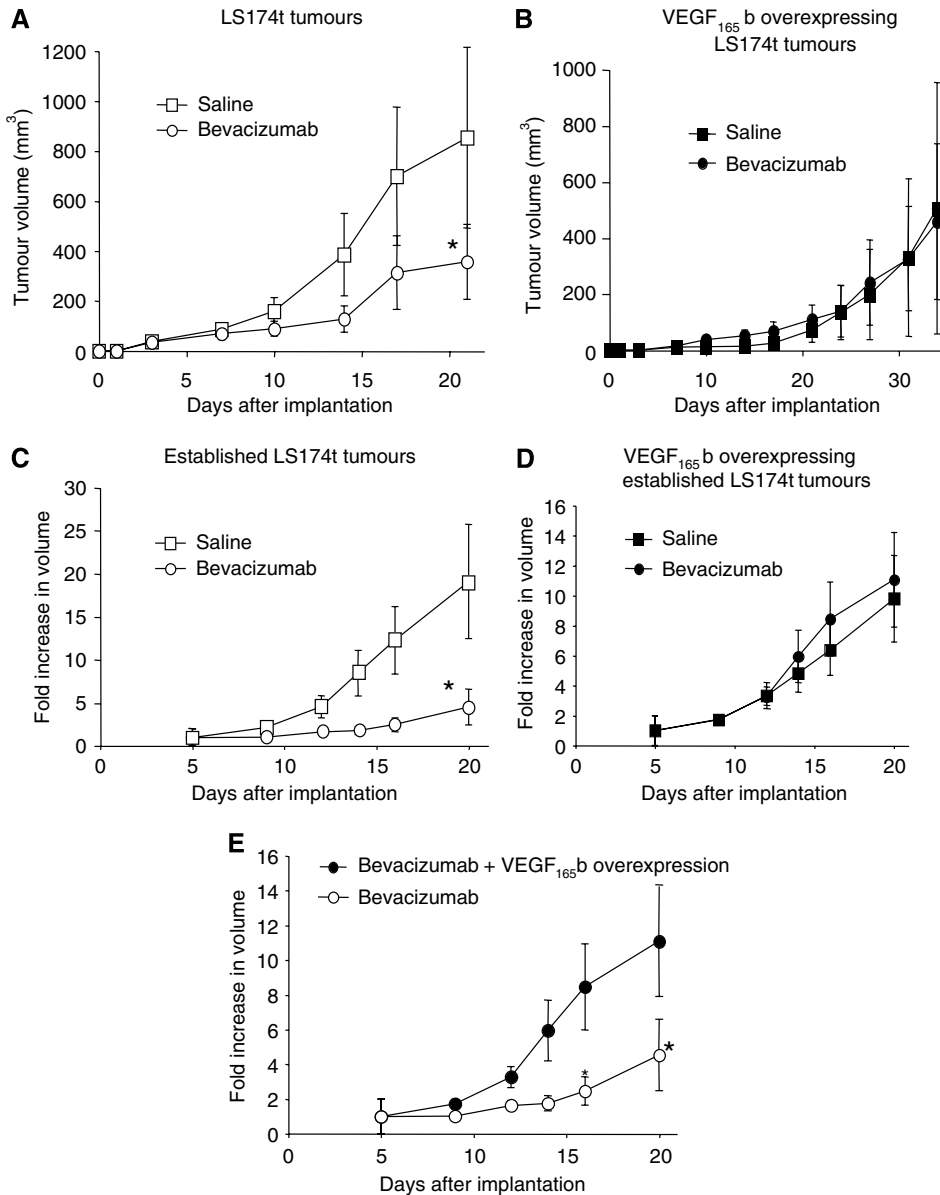 A
LS174t tumours
1200
1000
800
600
400
200
0
Tumour volume (mm³)
Saline
Bevacizumab
*
0 5 10 15 20
Days after implantation
B
VEGF₁₆₅b overexpressing
LS174t tumours
1000
800
600
400
200
0
Tumour volume (mm³)
Saline
Bevacizumab
0 10 20 30
Days after implantation
C
Established LS174t tumours
30
25
20
15
10
5
0
Fold increase in volume
Saline
Bevacizumab
*
0 5 10 15 20
Days after implantation
D
VEGF₁₆₅b overexpressing
established LS174t tumours
16
14
12
10
8
6
4
2
0
Fold increase in volume
Saline
Bevacizumab
0 5 10 15 20
Days after implantation
E
16
14
12
10
8
6
4
2
0
Fold increase in volume
Bevacizumab + VEGF₁₆₅b overexpression
Bevacizumab
*
*
0 5 10 15 20
Days after implantation